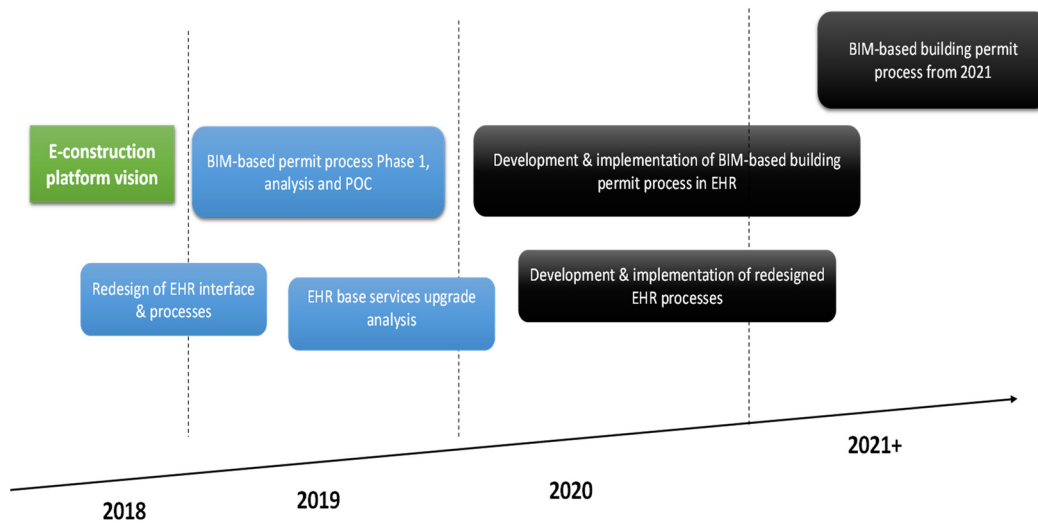 BIM-based building permit
process from 2021
E-construction
platform vision
BIM-based permit process Phase 1,
analysis and POC
Development & implementation of BIM-based building
permit process in EHR
Redesign of EHR interface
& processes
EHR base services upgrade
analysis
Development & implementation of redesigned
EHR processes
2018
2019
2020
2021+